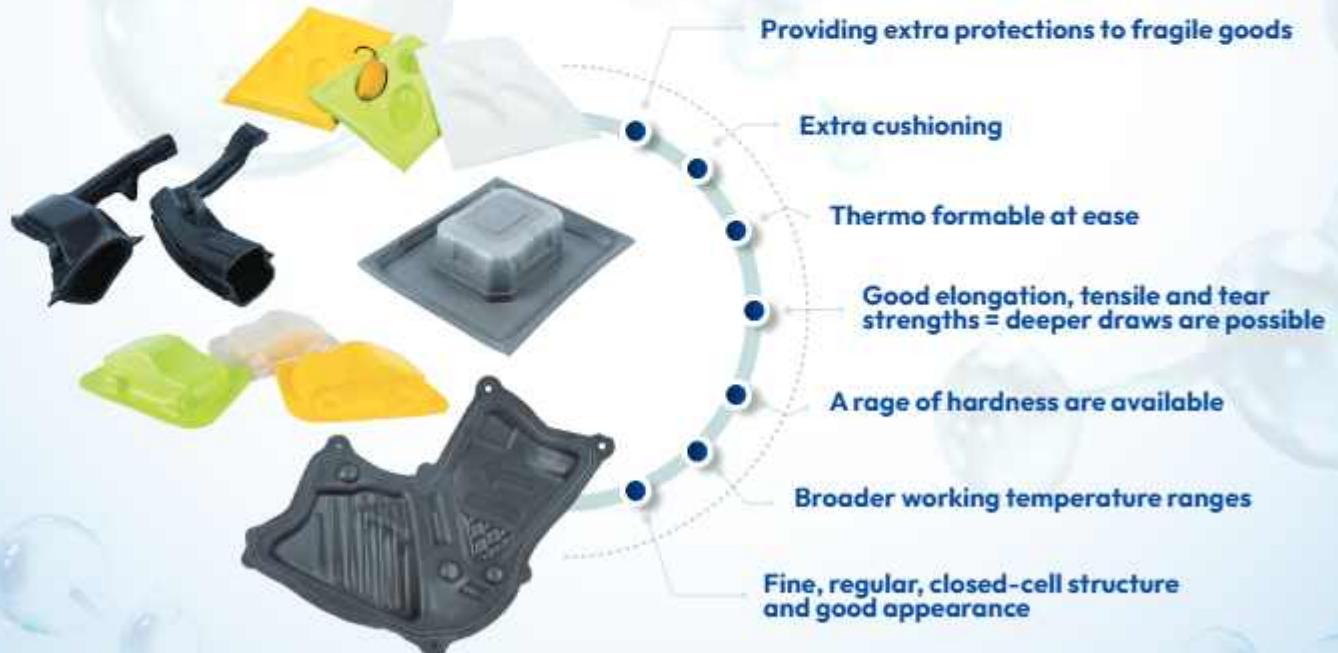 Providing extra protections to fragile goods
Extra cushioning
Thermo formable at ease
Good elongation, tensile and tear
strengths = deeper draws are possible
A rage of hardness are available
Broader working temperature ranges
Fine, regular, closed-cell structure
and good appearance